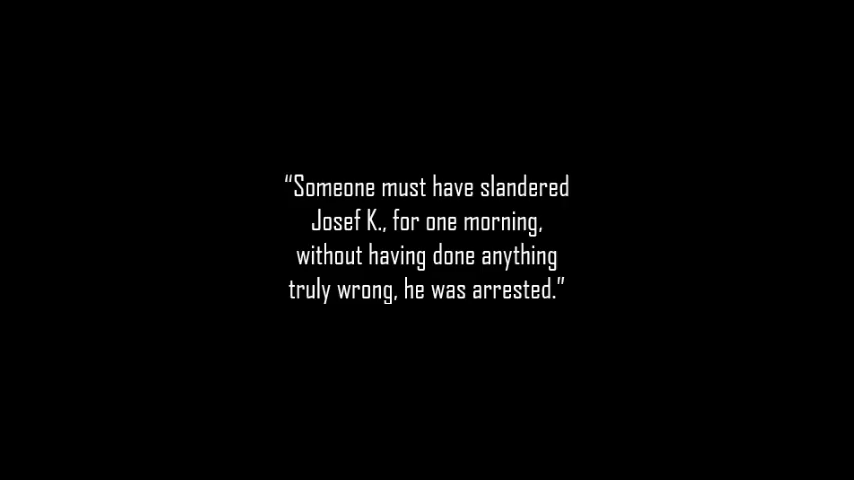 “Someone must have slandered
Josef K., for one morning,
without having done anything
truly wrong, he was arrested.”